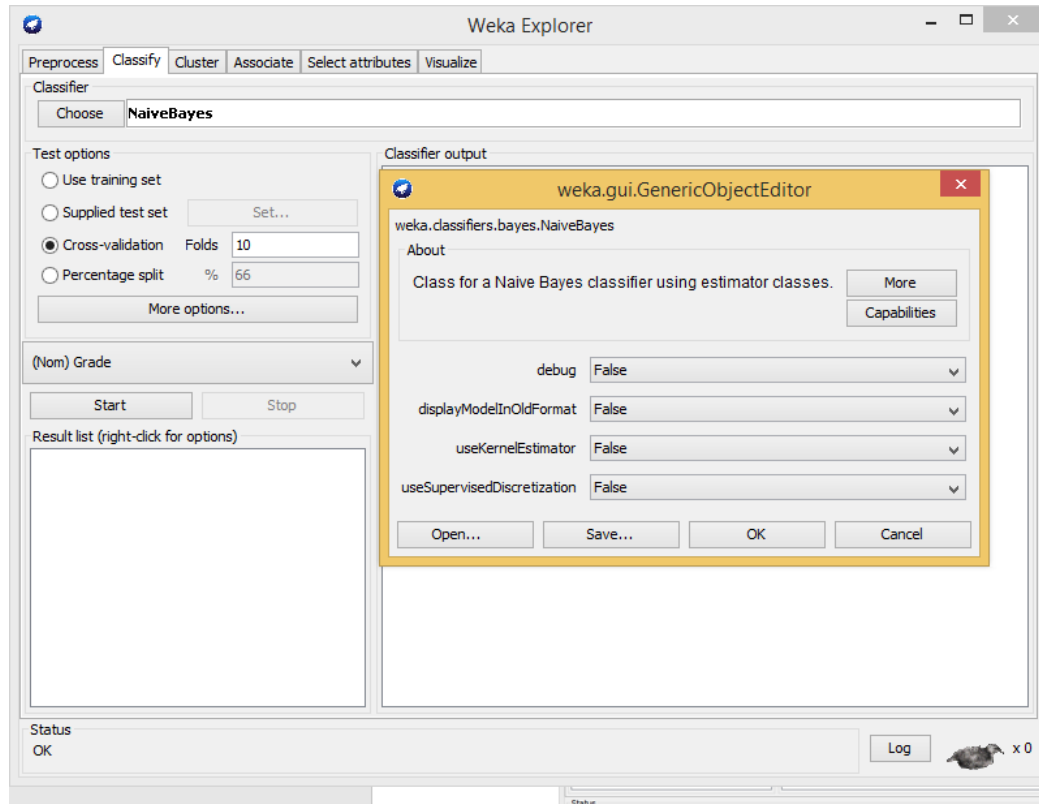 Weka Explorer
Preprocess Classify Cluster Associate Select attributes Visualize
Classifier
Choose NaiveBayes
Test options
Use training set
Supplied test set Set...
Cross-validation Folds 10
Percentage split % 66
More options...
(Nom) Grade
Start Stop
Result list (right-click for options)
Classifier output
weka.gui.GenericObjectEditor
weka.classifiers.bayes.NaiveBayes
About
Class for a Naive Bayes classifier using estimator classes.
More
Capabilities
debug False
displayModelInOldFormat False
useKernelEstimator False
useSupervisedDiscretization False
Open... Save... OK Cancel
Status
OK
Log x 0
Status